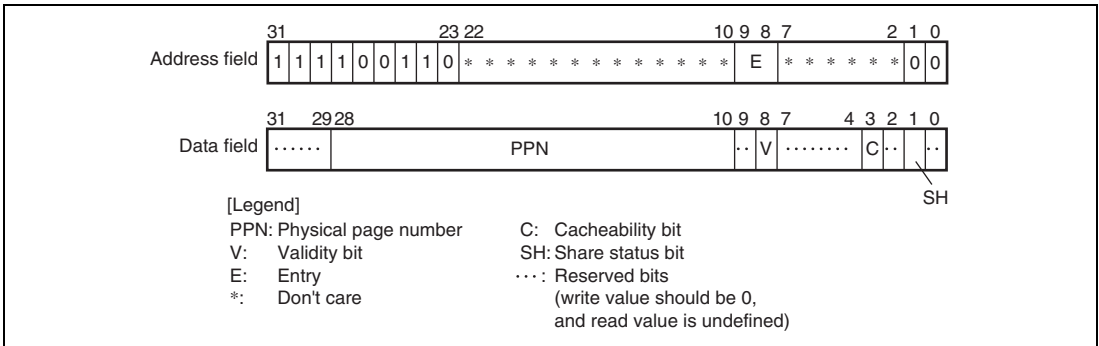 31 23 22 10 9 8 7 2 1 0
Address field 1 1 1 1 0 0 1 1 0 * * * * * * * * * * * * * E * * * * * * 0 0
31 29 28 10 9 8 7 4 3 2 1 0
Data field ...... PPN .. V ........ C .. ..
SH
[Legend]
PPN: Physical page number C: Cacheability bit
V: Validity bit SH: Share status bit
E: Entry ···: Reserved bits
*: Don't care (write value should be 0,
and read value is undefined)